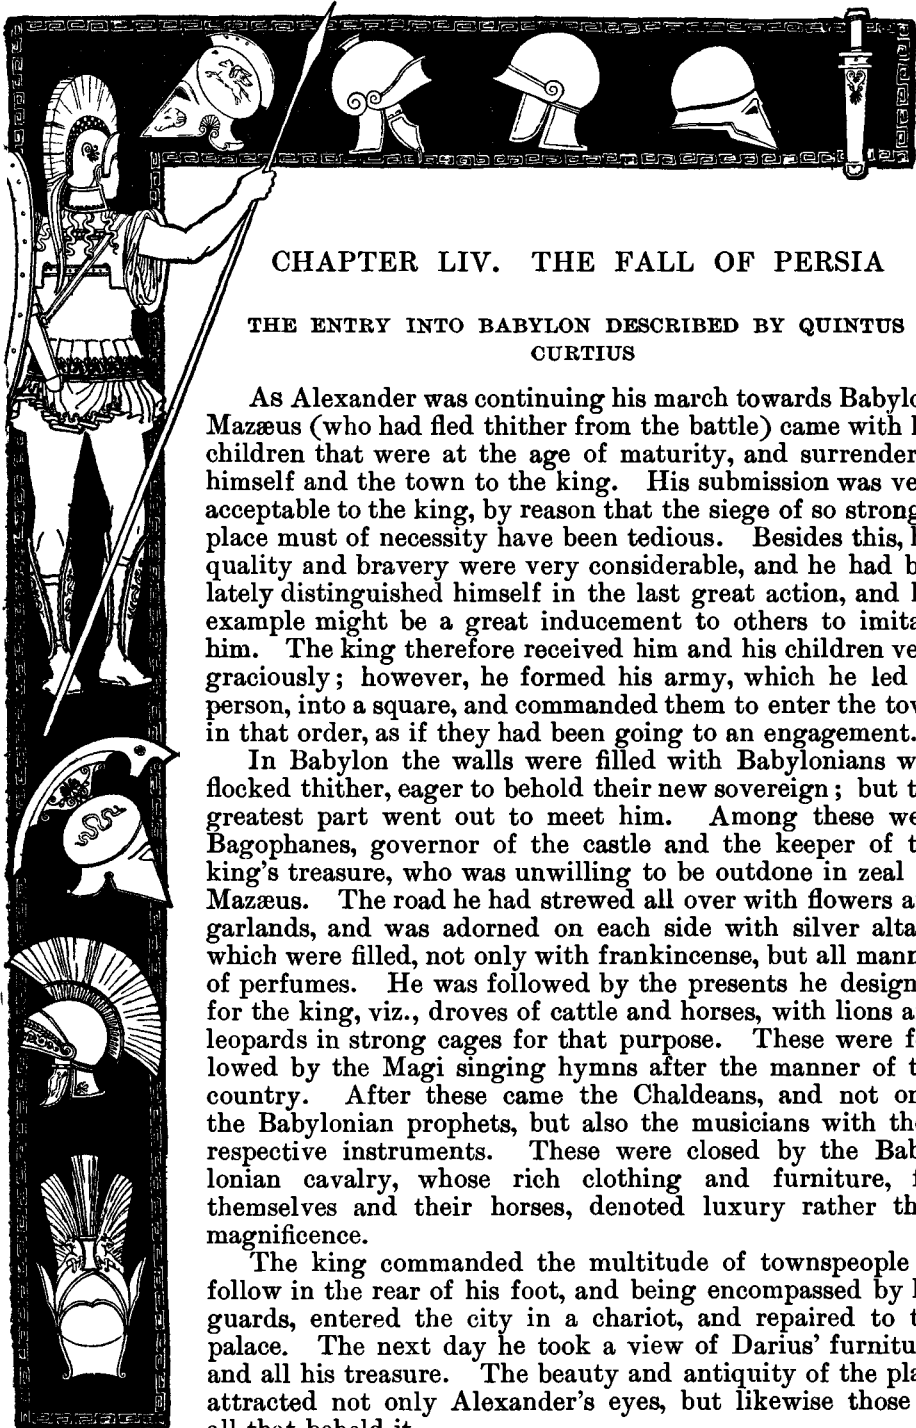 CHAPTER LIV. THE FALL OF PERSIA
THE ENTRY INTO BABYLON DESCRIBED BY QUINTUS
CURTIUS
As Alexander was continuing his march towards Babylo
Mazæus (who had fled thither from the battle) came with
children that were at the age of maturity, and surrender
himself and the town to the king. His submission was ve
acceptable to the king, by reason that the siege of so strong
place must of necessity have been tedious. Besides this,
quality and bravery were very considerable, and he had b
lately distinguished himself in the last great action, and
example might be a great inducement to others to imita
him. The king therefore received him and his children ve
graciously; however, he formed his army, which he led
person, into a square, and commanded them to enter the tow
in that order, as if they had been going to an engagement.
In Babylon the walls were filled with Babylonians w
flocked thither, eager to behold their new sovereign; but t
greatest part went out to meet him. Among these we
Bagophanes, governor of the castle and the keeper of t
king's treasure, who was unwilling to be outdone in zeal
Mazæus. The road he had strewed all over with flowers a
garlands, and was adorned on each side with silver alta
which were filled, not only with frankincense, but all mann
of perfumes. He was followed by the presents he design
for the king, viz., droves of cattle and horses, with lions a
leopards in strong cages for that purpose. These were f
lowed by the Magi singing hymns after the manner of t
country. After these came the Chaldeans, and not on
the Babylonian prophets, but also the musicians with the
respective instruments. These were closed by the Bab
lonian cavalry, whose rich clothing and furniture, f
themselves and their horses, denoted luxury rather th
magnificence.
The king commanded the multitude of townspeople
follow in the rear of his foot, and being encompassed by
guards, entered the city in a chariot, and repaired to t
palace. The next day he took a view of Darius' furnitu
and all his treasure. The beauty and antiquity of the pla
attracted not only Alexander's eyes, but likewise those
all that beheld it